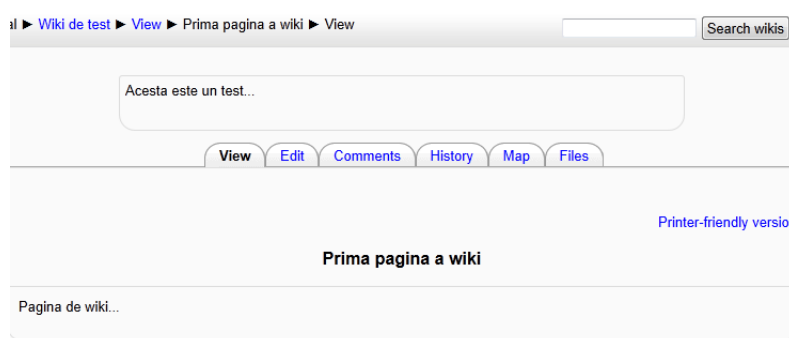 al ► Wiki de test ► View ► Prima pagina a wiki ► View Search wikis
Acesta este un test...
View Edit Comments History Map Files
Printer-friendly versio
Prima pagina a wiki
Pagina de wiki...